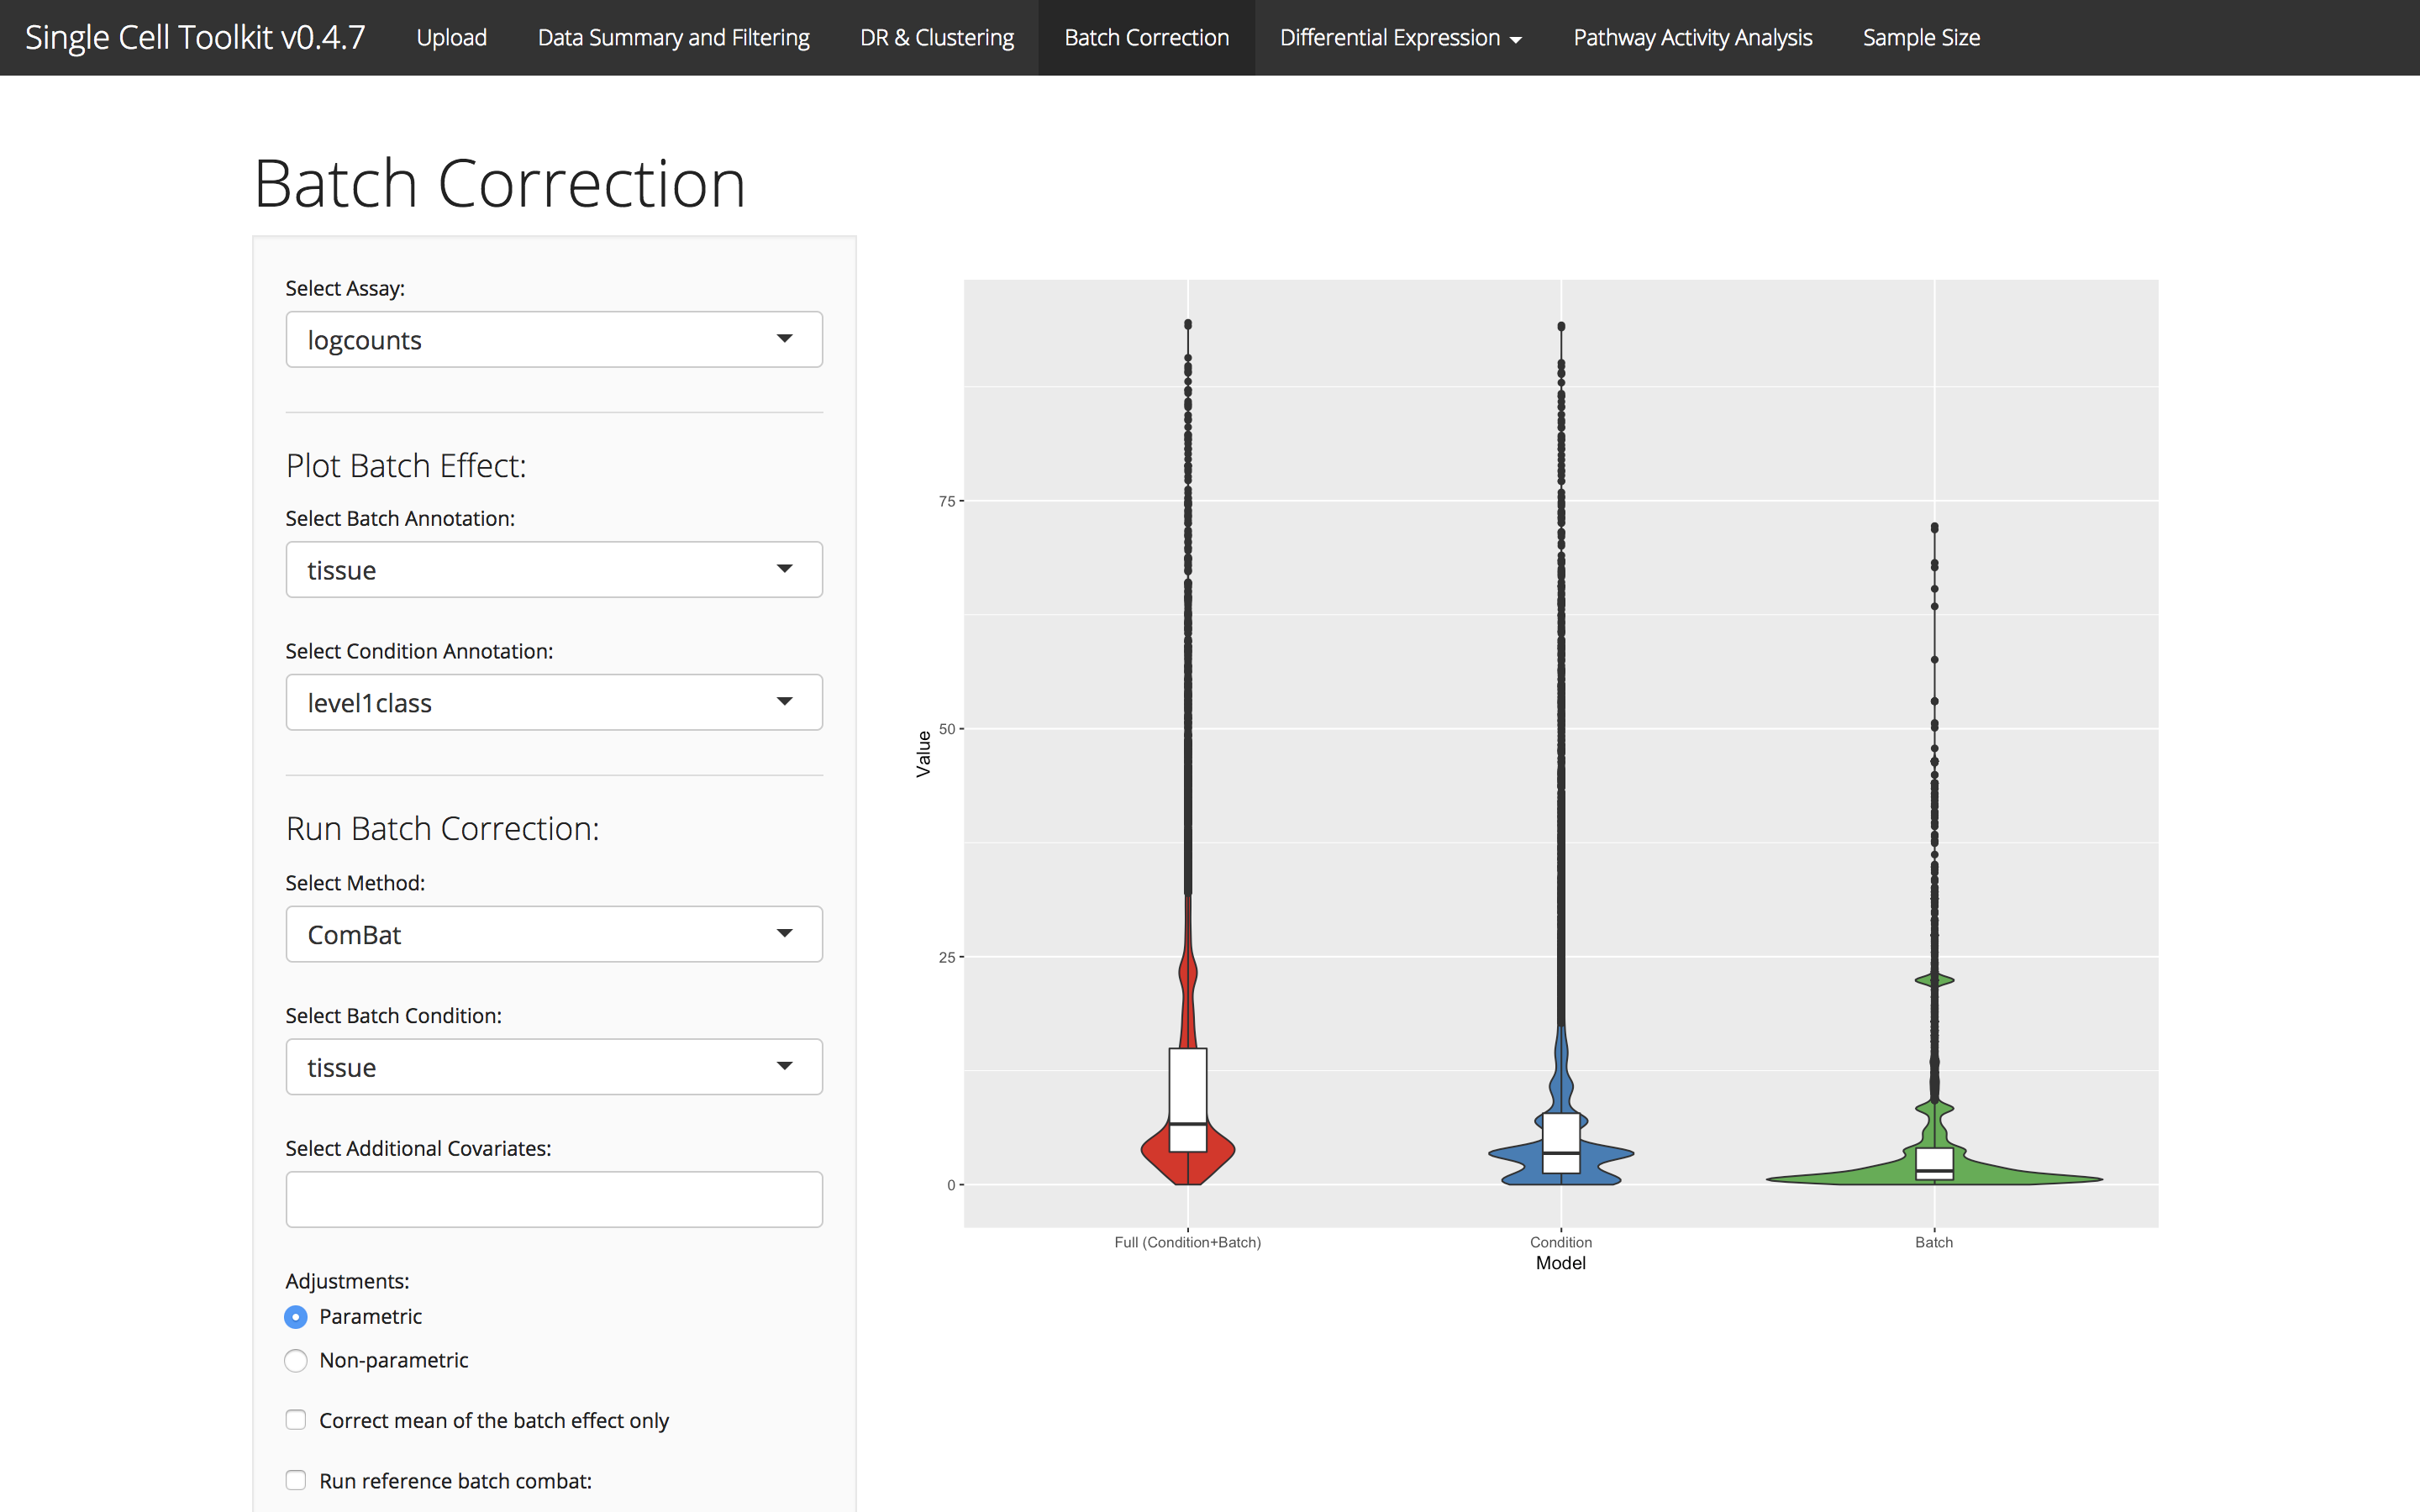 Single Cell Toolkit v0.4.7 Upload Data Summary and Filtering DR & Clustering Batch Correction Differential Expression Pathway Activity Analysis Sample Size
Batch Correction
Select Assay:
logcounts
Plot Batch Effect:
Select Batch Annotation:
tissue
Select Condition Annotation:
level1class
Run Batch Correction:
Select Method:
ComBat
Select Batch Condition:
tissue
Select Additional Covariates:
Adjustments:
Parametric
Non-parametric
Correct mean of the batch effect only
Run reference batch combat:
75
50
25
0
Value
Full (Condition+Batch) Condition Batch
Model